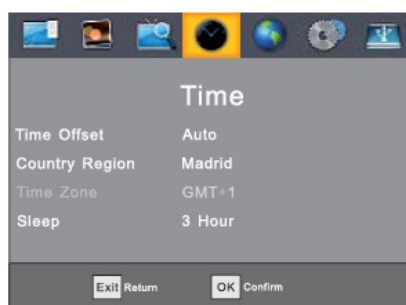 Time
Time Offset Auto
Country Region Madrid
Time Zone GMT+1
Sleep 3 Hour
Exit Return OK Confirm